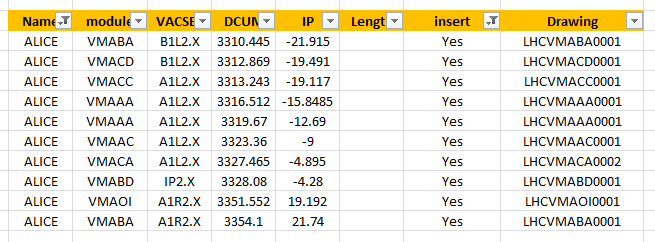 Name module VACSE DCUM IP Lengt insert Drawing
ALICE VMABA B1L2.X 3310.445 -21.915 Yes LHCVMABA0001
ALICE VMACD B1L2.X 3312.869 -19.491 Yes LHCVMACD0001
ALICE VMACC A1L2.X 3313.243 -19.117 Yes LHCVMACC0001
ALICE VMAAA A1L2.X 3316.512 -15.8485 Yes LHCVMAAA0001
ALICE VMAAA A1L2.X 3319.67 -12.69 Yes LHCVMAAA0001
ALICE VMAAC A1L2.X 3323.36 -9 Yes LHCVMAAC0001
ALICE VMACA A1L2.X 3327.465 -4.895 Yes LHCVMACA0002
ALICE VMABD IP2.X 3328.08 -4.28 Yes LHCVMABD0001
ALICE VMAOI A1R2.X 3351.552 19.192 Yes LHCVMAOI0001
ALICE VMABA A1R2.X 3354.1 21.74 Yes LHCVMABA0001